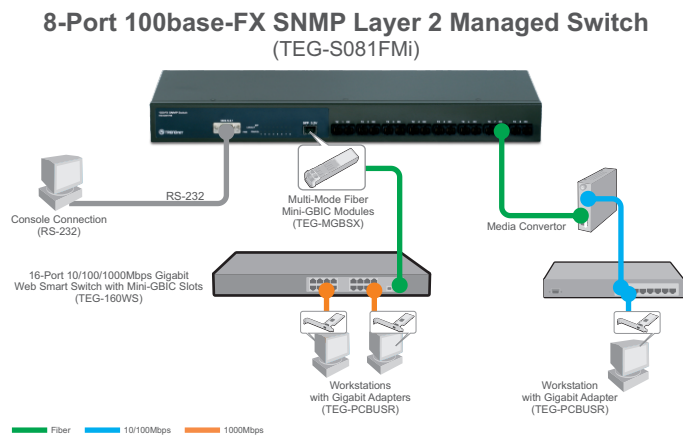 8-Port 100base-FX SNMP Layer 2 Managed Switch
(TEG-S081FMi)
RS-232
Console Connection
(RS-232)
Multi-Mode Fiber
Mini-GBIC Modules
(TEG-MGBSX)
Media Convertor
16-Port 10/100/1000Mbps Gigabit
Web Smart Switch with Mini-GBIC Slots
(TEG-160WS)
Workstations
with Gigabit Adapters
(TEG-PCBUSR)
Workstation
with Gigabit Adapter
(TEG-PCBUSR)
Fiber
10/100Mbps
1000Mbps